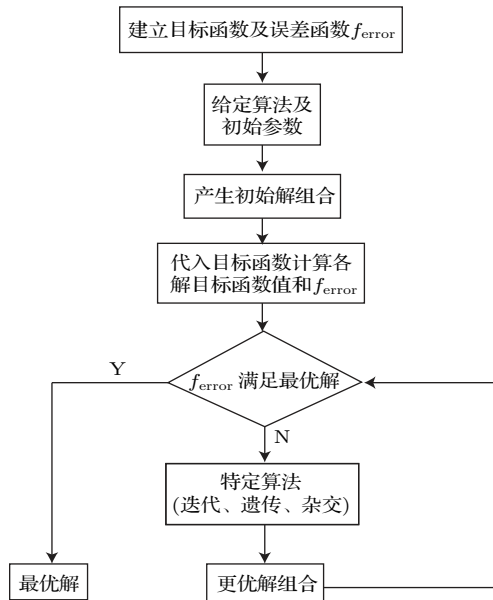 建立目标函数及误差函数f_error
给定算法及
初始参数
产生初始解组合
代入目标函数计算各
解目标函数值和f_error
Y
f_error 满足最优解
N
特定算法
(迭代、遗传、杂交)
最优解
更优解组合